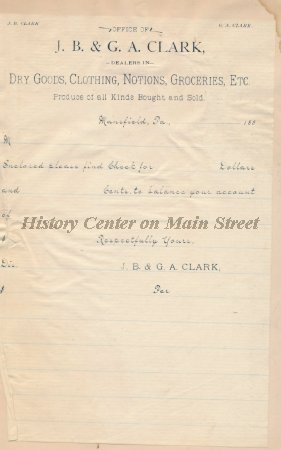 J. B. CLARK. G. A. CLARK.
OFFICE OF
J. B. & G. A. CLARK,
DEALERS IN
DRY GOODS, CLOTHING, NOTIONS, GROCERIES, ETC.
Produce of all Kinds Bought and Sold.
Mansfield, Pa., 188
M
Enclosed please find Check for Dollars
and Cents, to balance your account
of
History Center on Main Street
$ Respectfully Yours,
Dis. J. B. & G. A. CLARK,
$ Per